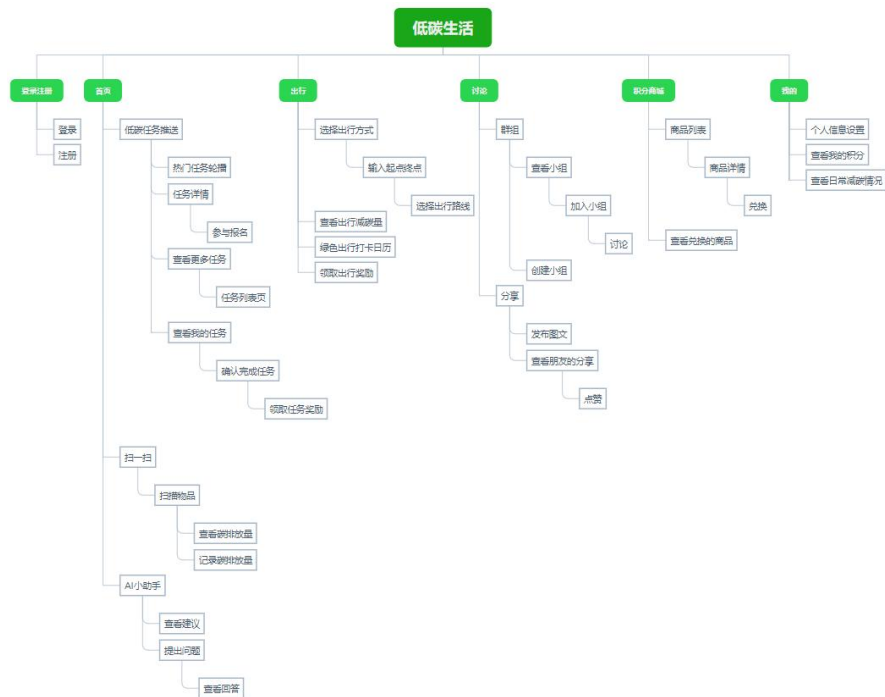 低碳生活
登录注册
登录
注册
首页
低碳任务推送
热门任务轮播
任务详情
参与报名
查看更多任务
任务列表页
查看我的任务
确认完成任务
领取任务奖励
扫一扫
扫描物品
查看碳排放量
记录碳排放量
AI小助手
查看建议
提出问题
查看回答
出行
选择出行方式
输入起点终点
选择出行路线
查看出行减碳量
绿色出行打卡日历
领取出行奖励
讨论
群组
查看小组
加入小组
讨论
创建小组
分享
发布图文
查看朋友的分享
点赞
积分商城
商品列表
商品详情
兑换
查看兑换的商品
我的
个人信息设置
查看我的积分
查看日常减碳情况